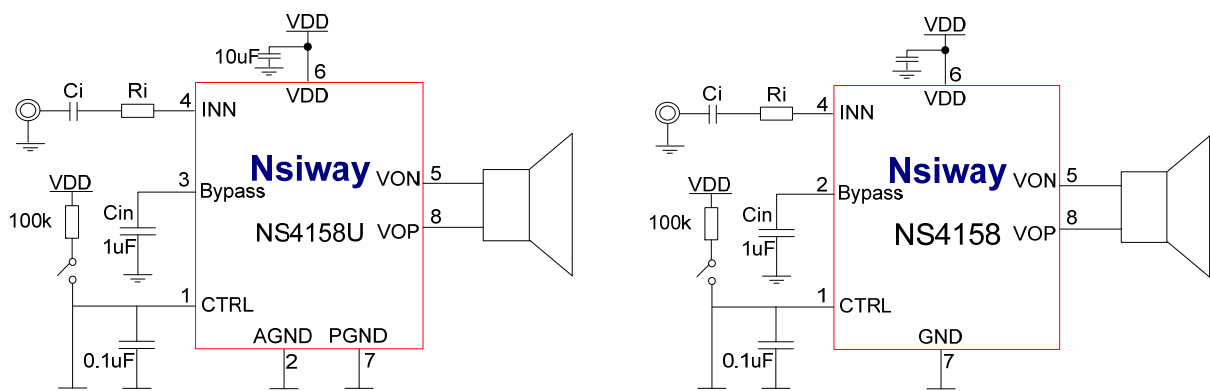 VDD
10uF
6
VDD
Ci
Ri
4
INN
Nsiway
NS4158U
3
Bypass
VON
5
VOP
8
VDD
100k
Cin
1uF
1
CTRL
0.1uF
AGND
PGND
2
7
VDD
6
VDD
Ci
Ri
4
INN
Nsiway
NS4158
2
Bypass
VON
5
VOP
8
VDD
100k
Cin
1uF
1
CTRL
0.1uF
GND
7